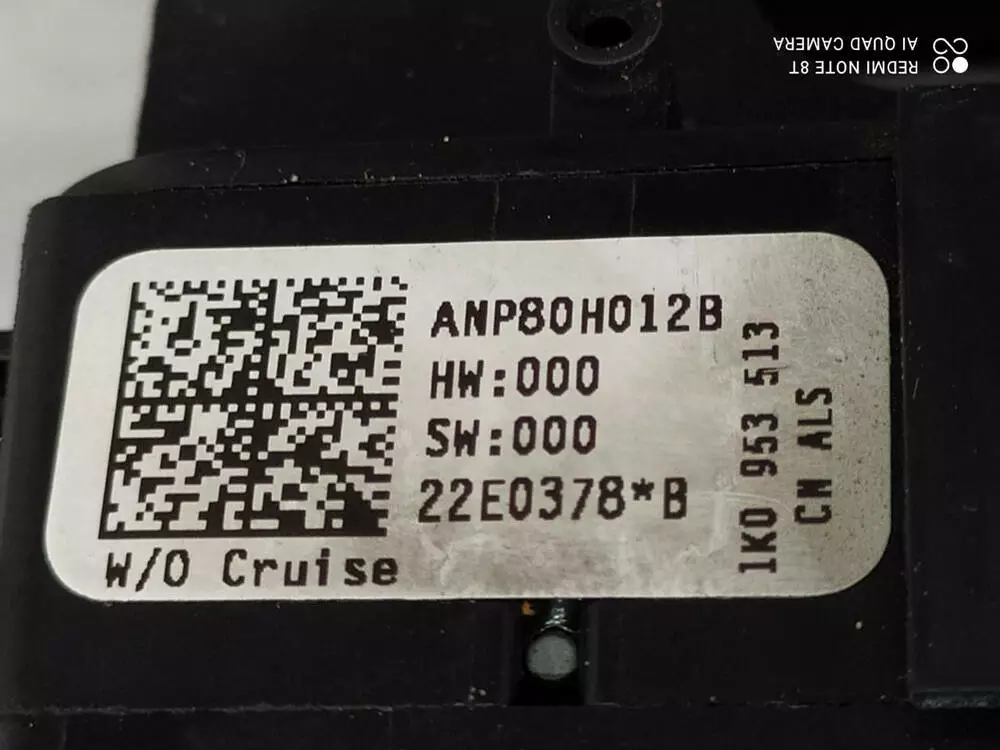 ANP80H012B
HW:000
SW:000
22E0378*B
W/O Cruise
1K0 953 513
CN ALS
REDMI NOTE 8T
AI QUAD CAMERA